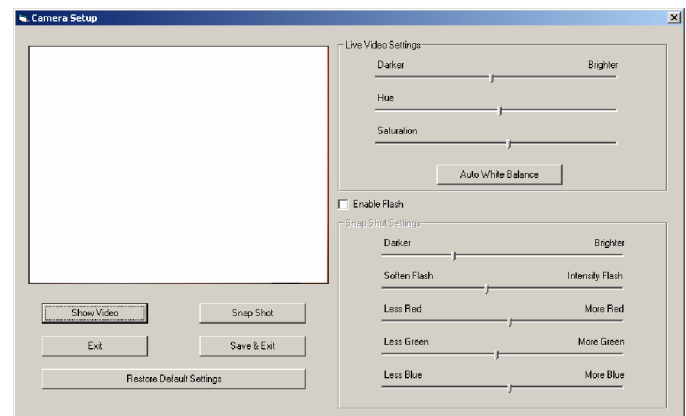 Camera Setup
Live Video Settings
Darker Brighter
Hue
Saturation
Auto White Balance
Enable Flash
Snap Shot Settings
Darker Brighter
Soften Flash Intensify Flash
Less Red More Red
Less Green More Green
Less Blue More Blue
Show Video Snap Shot
Exit Save & Exit
Restore Default Settings